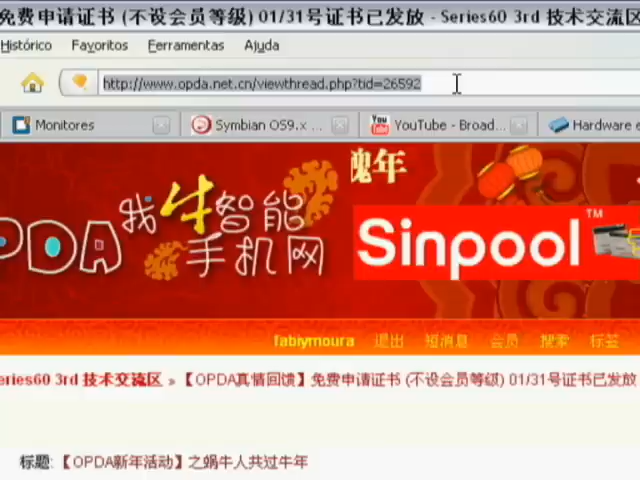 免费申请证书 (不设会员等级) 01/31号证书已发放 - Series60 3rd 技术交流区
Histórico Favoritos Ferramentas Ajuda
http://www.opda.net.cn/viewthread.php?tid=26592
Monitores Symbian OS9.x ... YouTube - Broad... Hardware e
年
PDA 我牛智能
手机网
Sinpool™
fabiymoura 退出 短消息 会员 搜索 标签
eries60 3rd 技术交流区 » 【OPDA真情回馈】免费申请证书 (不设会员等级) 01/31号证书已发放
标题: 【OPDA新年活动】之蜗牛人共过牛年